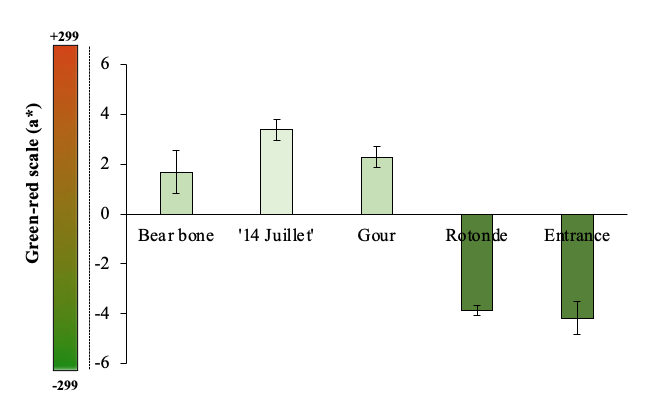 +299
Green-red scale (a*)
-299
6
4
2
0
-2
-4
-6
Bear bone
'14 Juillet'
Gour
Rotonde
Entrance